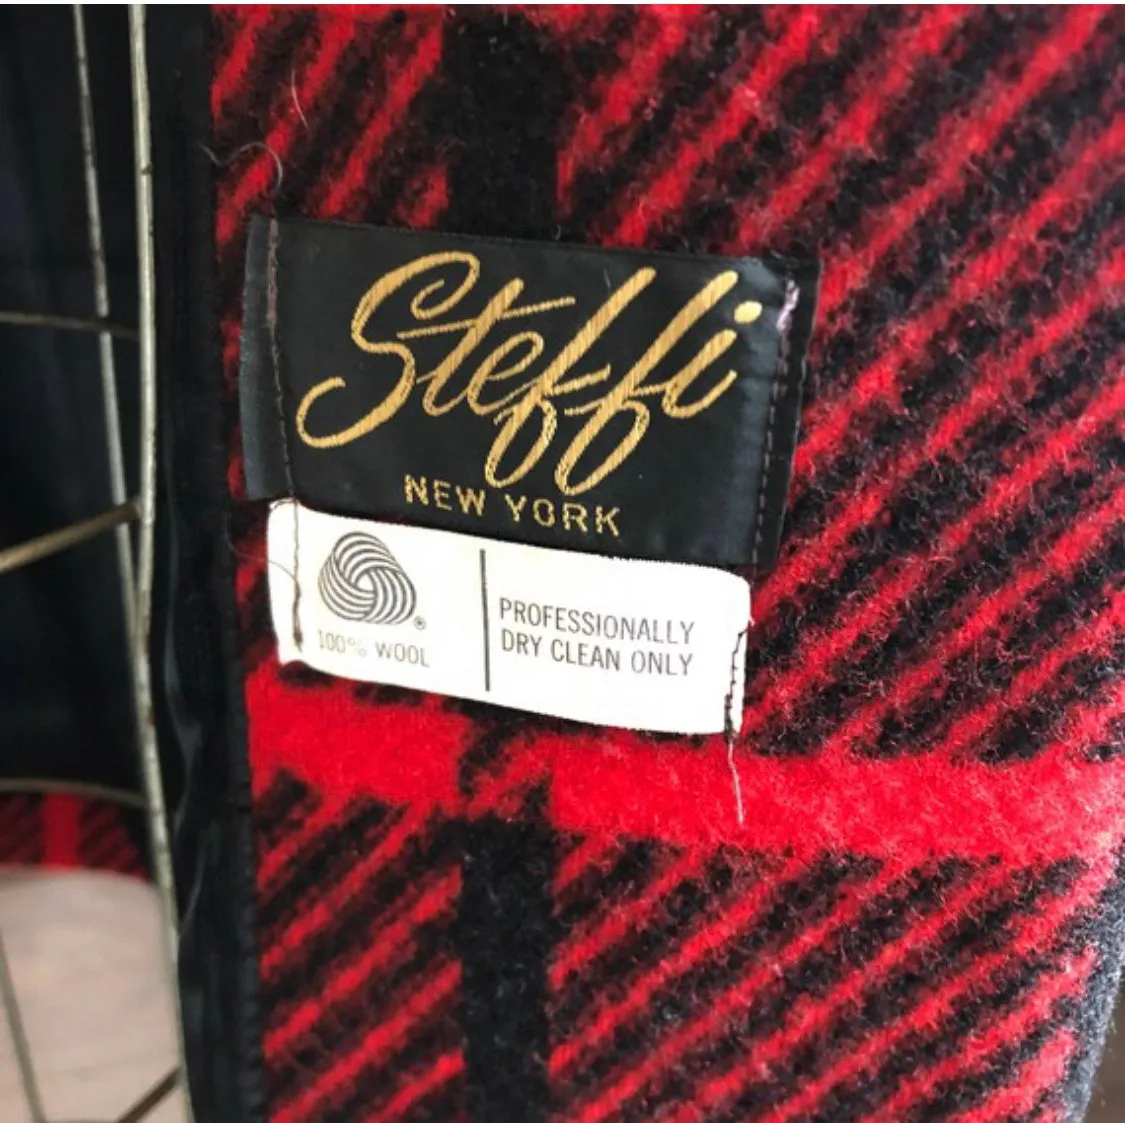 Steffi
NEW YORK
®
100% WOOL
PROFESSIONALLY
DRY CLEAN ONLY